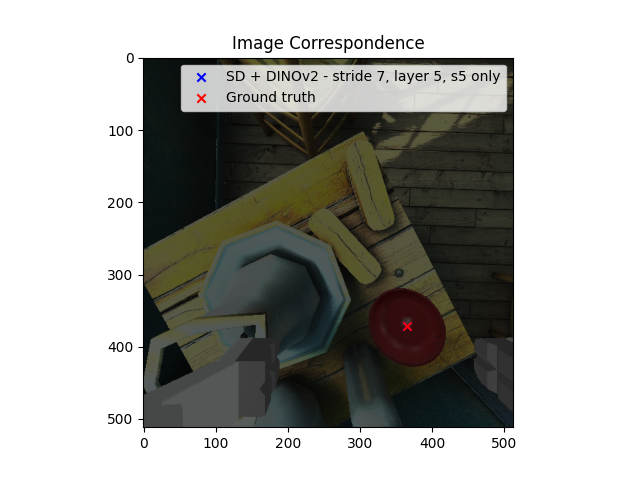 Image Correspondence
SD + DINOv2 - stride 7, layer 5, s5 only
Ground truth
0
100
200
300
400
500
0 100 200 300 400 500